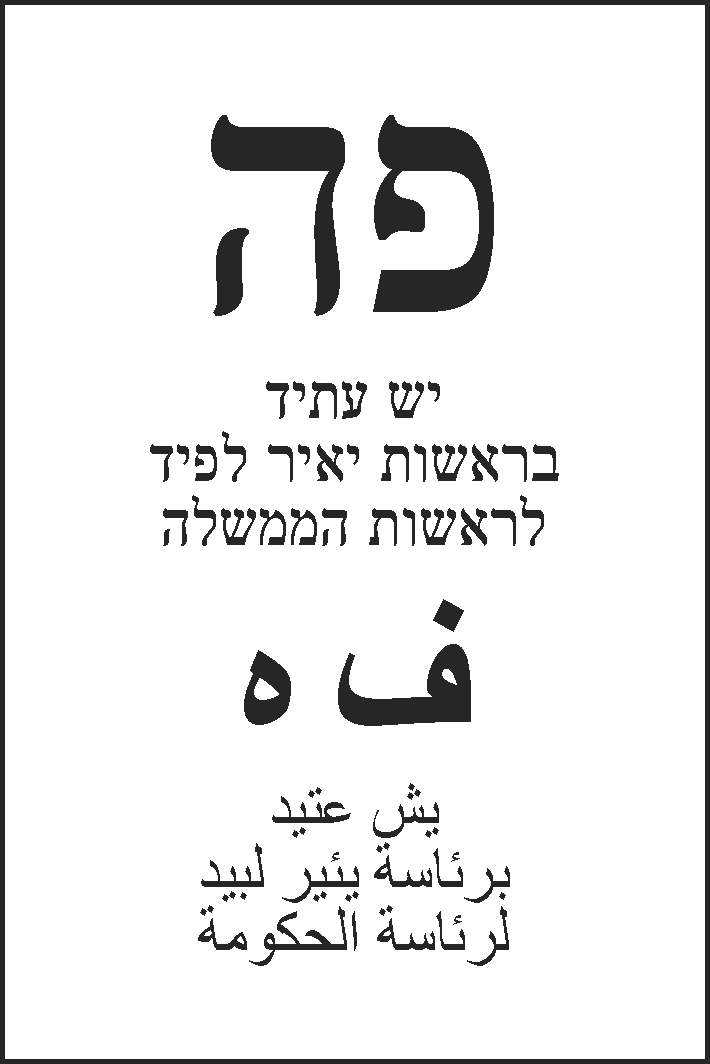 פה
יש עתיד
בראשות יאיר לפיד
לראשות הממשלה
ف ه
يش عتيد
برئاسة يئير لبيد
لرئاسة الحكومة